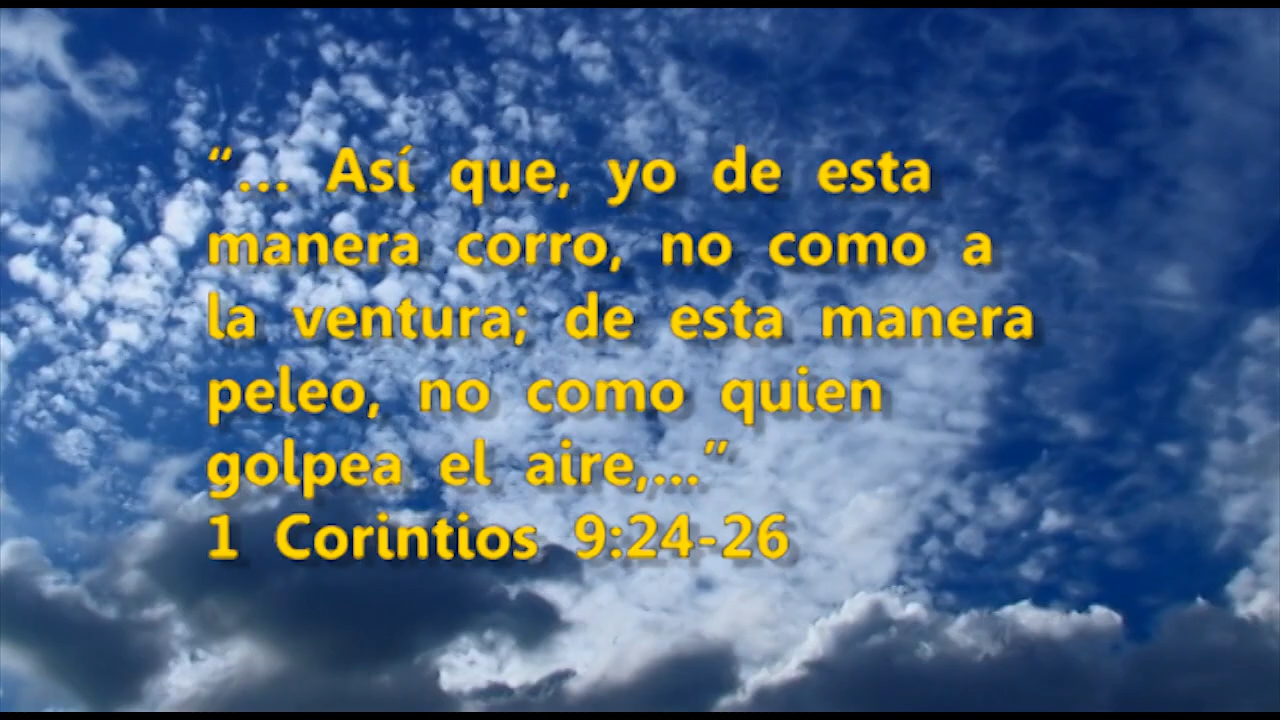 “... Así que, yo de esta
manera corro, no como a
la ventura; de esta manera
peleo, no como quien
golpea el aire,...”
1 Corintios 9:24-26